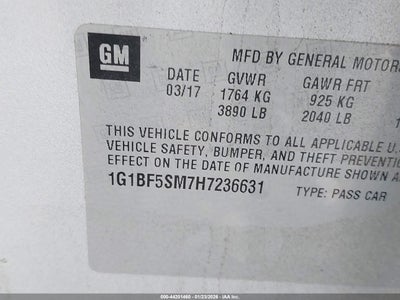 GM
MFD BY GENERAL MOTORS
DATE GVWR GAWR FRT
03/17 1764 KG 925 KG
3890 LB 2040 LB
THIS VEHICLE CONFORMS TO ALL APPLICABLE U.S
VEHICLE SAFETY, BUMPER, AND THEFT PREVENTION
EFFECT ON THE DATE OF MANUFACTURE SHOWN A
1G1BF5SM7H7236631 TYPE: PASS CAR
500-44201460 - 01/23/2026 - IAA Inc.